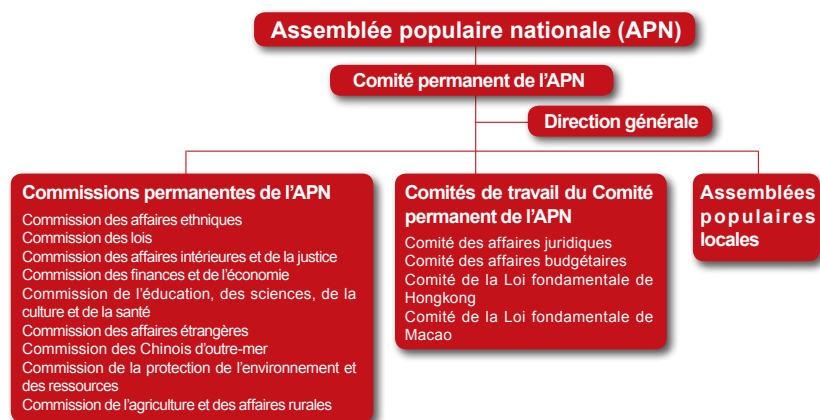 Assemblée populaire nationale (APN)
Comité permanent de l'APN
Direction générale
Commissions permanentes de l'APN
Commission des affaires ethniques
Commission des lois
Commission des affaires intérieures et de la justice
Commission des finances et de l'économie
Commission de l'éducation, des sciences, de la
culture et de la santé
Commission des affaires étrangères
Commission des Chinois d'outre-mer
Commission de la protection de l'environnement et
des ressources
Commission de l'agriculture et des affaires rurales
Comités de travail du Comité
permanent de l'APN
Comité des affaires juridiques
Comité des affaires budgétaires
Comité de la Loi fondamentale de
Hongkong
Comité de la Loi fondamentale de
Macao
Assemblées
populaires
locales